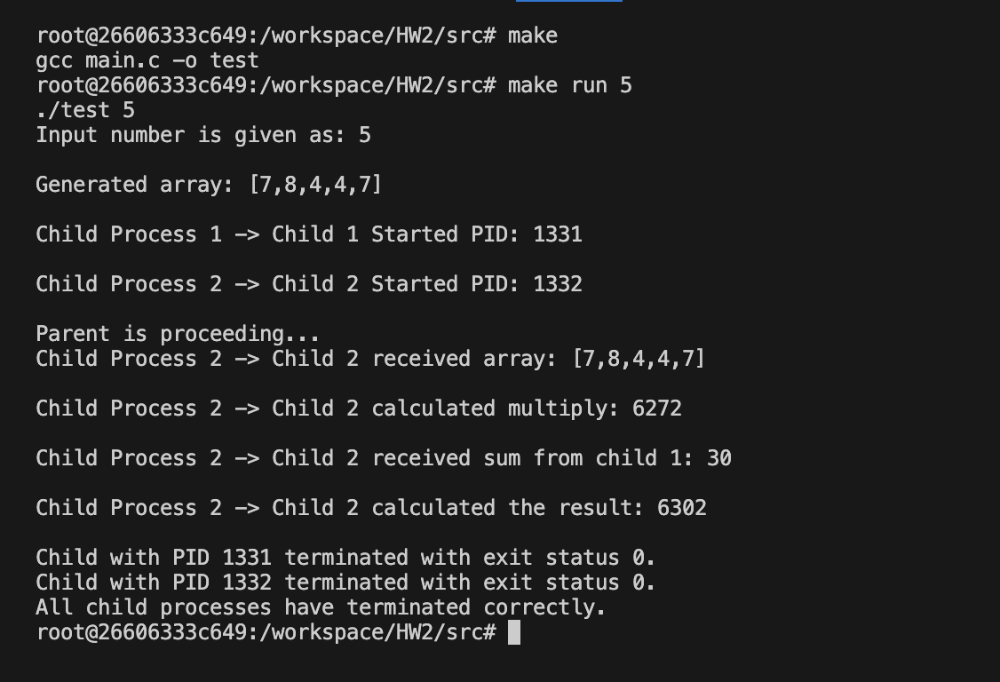 root@26606333c649:/workspace/HW2/src# make
gcc main.c -o test
root@26606333c649:/workspace/HW2/src# make run 5
./test 5
Input number is given as: 5
Generated array: [7,8,4,4,7]
Child Process 1 -> Child 1 Started PID: 1331
Child Process 2 -> Child 2 Started PID: 1332
Parent is proceeding...
Child Process 2 -> Child 2 received array: [7,8,4,4,7]
Child Process 2 -> Child 2 calculated multiply: 6272
Child Process 2 -> Child 2 received sum from child 1: 30
Child Process 2 -> Child 2 calculated the result: 6302
Child with PID 1331 terminated with exit status 0.
Child with PID 1332 terminated with exit status 0.
All child processes have terminated correctly.
root@26606333c649:/workspace/HW2/src#